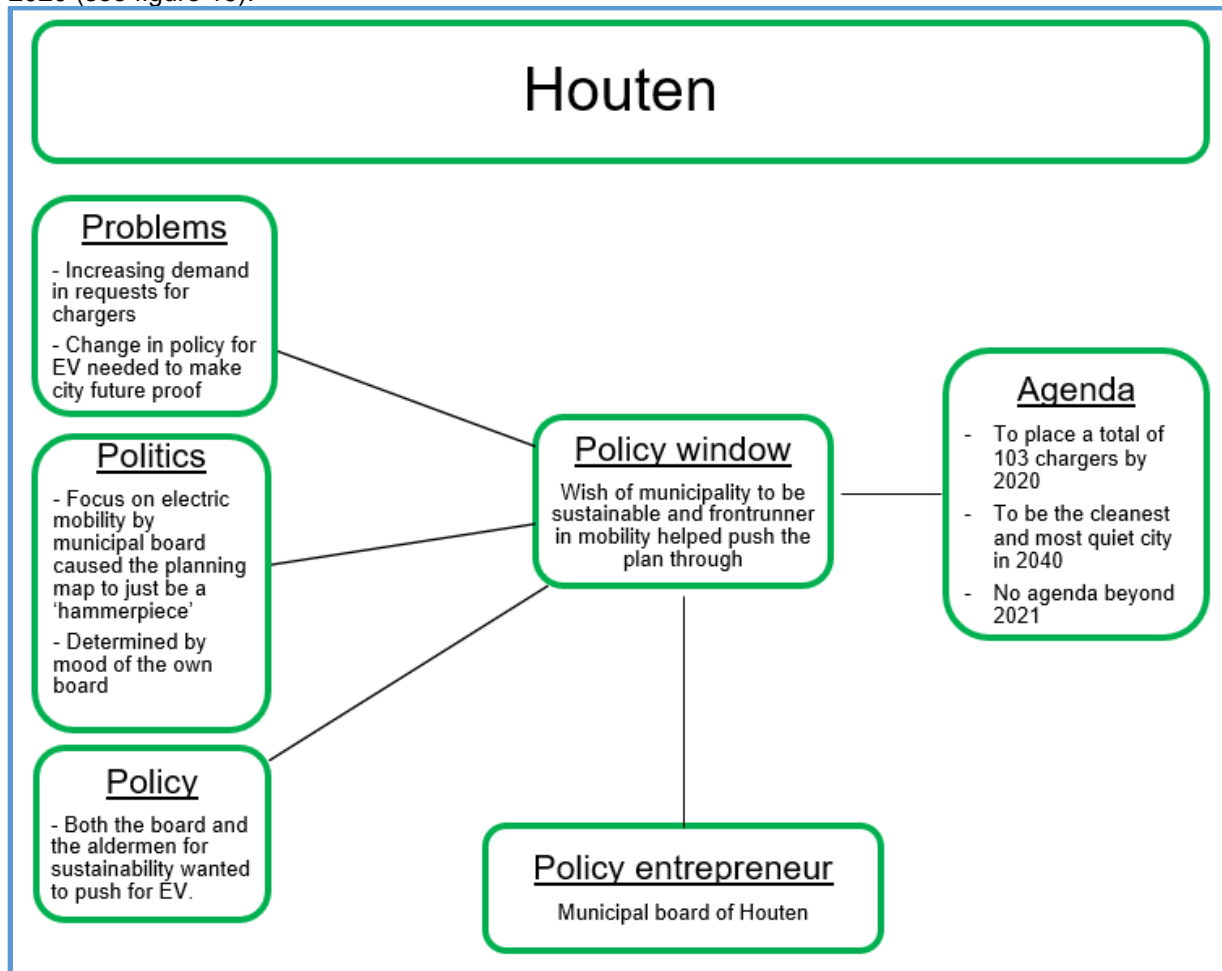 Houten
Problems
- Increasing demand
in requests for
chargers
- Change in policy for
EV needed to make
city future proof
Politics
- Focus on electric
mobility by
municipal board
caused the planning
map to just be a
‘hammerpiece’
- Determined by
mood of the own
board
Policy
- Both the board and
the aldermen for
sustainability wanted
to push for EV.
Policy window
Wish of municipality to be
sustainable and frontrunner
in mobility helped push the
plan through
Policy entrepreneur
Municipal board of Houten
Agenda
- To place a total of
103 chargers by
2020
- To be the cleanest
and most quiet city
in 2040
- No agenda beyond
2021